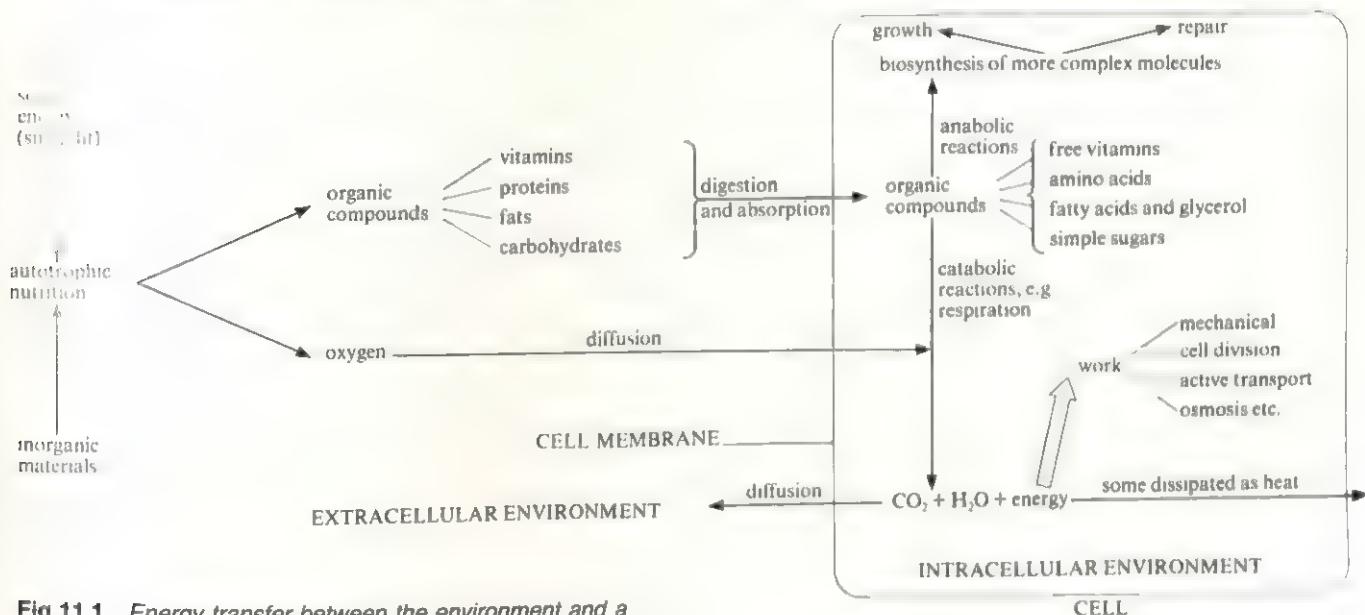 growth
repair
biosynthesis of more complex molecules
anabolic
reactions
(sunlight)
vitamins
proteins
fats
carbohydrates
organic
compounds
digestion
and absorption
organic
compounds
free vitamins
amino acids
fatty acids and glycerol
simple sugars
autotrophic
nutrition
catabolic
reactions, e.g
respiration
oxygen
diffusion
mechanical
cell division
work
active transport
osmosis etc.
inorganic
materials
CELL MEMBRANE
EXTRACELLULAR ENVIRONMENT
diffusion
CO₂ + H₂O + energy
some dissipated as heat
INTRACELLULAR ENVIRONMENT
CELL
Fig 11.1 Energy transfer between the environment and a